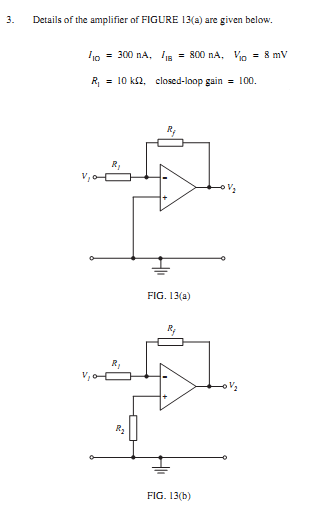 3. Details of the amplifier of FIGURE 13(a) are given below.
I_IO = 300 nA, I_IB = 800 nA, V_IO = 8 mV
R_1 = 10 kΩ, closed-loop gain = 100.
R_f
R_1
V_1
-
+
V_2
FIG. 13(a)
R_f
R_1
V_1
-
+
V_2
R_2
FIG. 13(b)